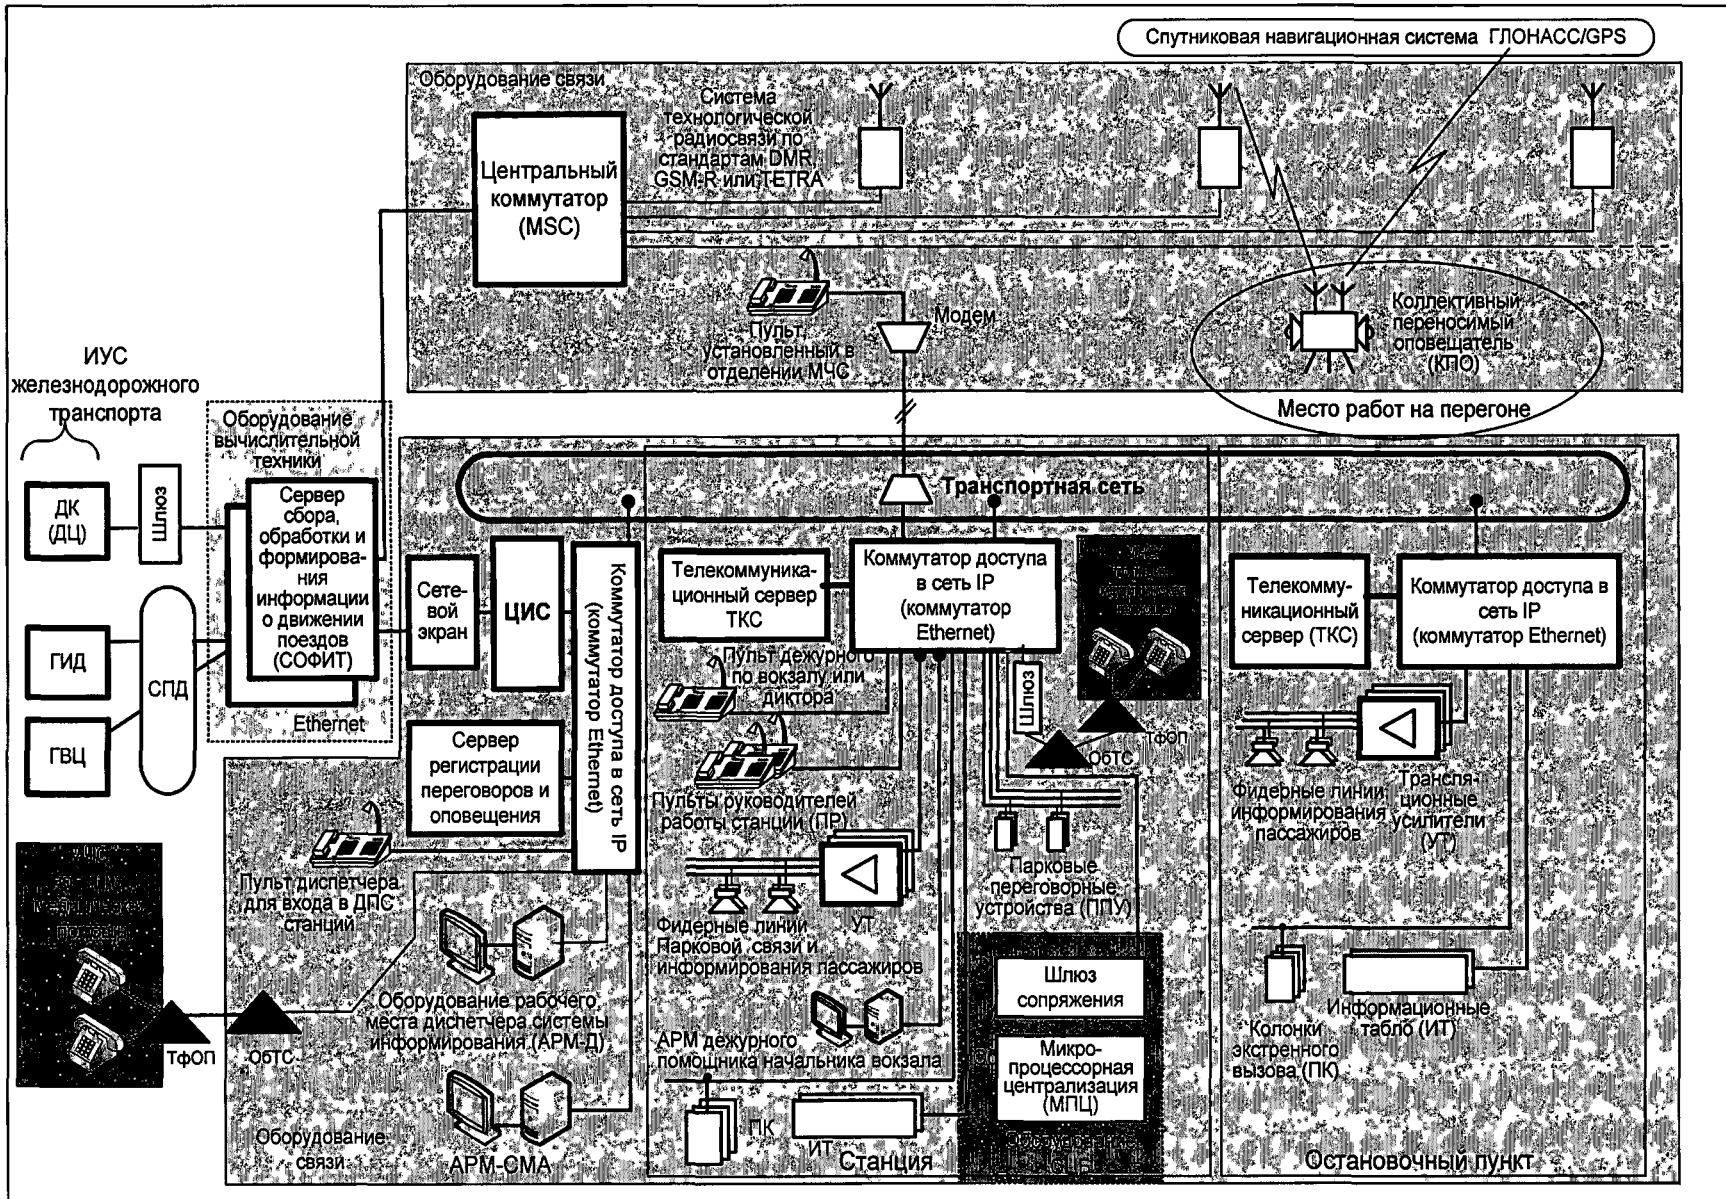 Спутниковая навигационная система ГЛОНАСС/GPS
Оборудование связи
Центральный
коммутатор
(MSC)
Система
технологической
радиосвязи по
стандартам DMR,
GSM-R или TETRA
Пульт,
установленный в
отделении МЧС
Модем
Коллективный
переносимый
оповещатель
(КПО)
Место работ на перегоне
ИУС
железнодорожного
транспорта
ДК
(ДЦ)
Шлюз
ГИД
ГВЦ
СПД
Оборудование
вычислительной
техники
Сервер
сбора,
обработки и
формирова-
ния
информации
о движении
поездов
(СОФИТ)
Ethernet
Сете-
вой
экран
ЦИС
Коммутатор доступа в сеть IP
(коммутатор Ethernet)
Сервер
регистрации
переговоров и
оповещения
Пульт диспетчера
для входа в ДПС
станций
ТфОП
ОбТС
Оборудование рабочего
места диспетчера системы
информирования (АРМ-Д)
АРМ-СМА
Оборудование
связи
Транспортная сеть
Телекоммуника-
ционный сервер
ТКС
Коммутатор доступа
в сеть IP
(коммутатор
Ethernet)
Пульт дежурного
по вокзалу или
диктора
Пульты руководителей
работы станции (ПР)
УТ
Фидерные линии
Парковой связи и
информирования пассажиров
АРМ дежурного
помощника начальника вокзала
ПК
ИТ
Станция
Шлюз
ОбТС
ТфОП
Парковые
переговорные
устройства (ППУ)
Шлюз
сопряжения
Микро-
процессорная
централизация
(МПЦ)
Телекомму-
никационный
сервер (ТКС)
Коммутатор доступа в
сеть IP
(коммутатор Ethernet)
Фидерные линии
информирования
пассажиров
Трансля-
ционные
усилители
(УТ)
Колонки
экстренного
вызова (ПК)
Информационные
табло (ИТ)
Остановочный пункт